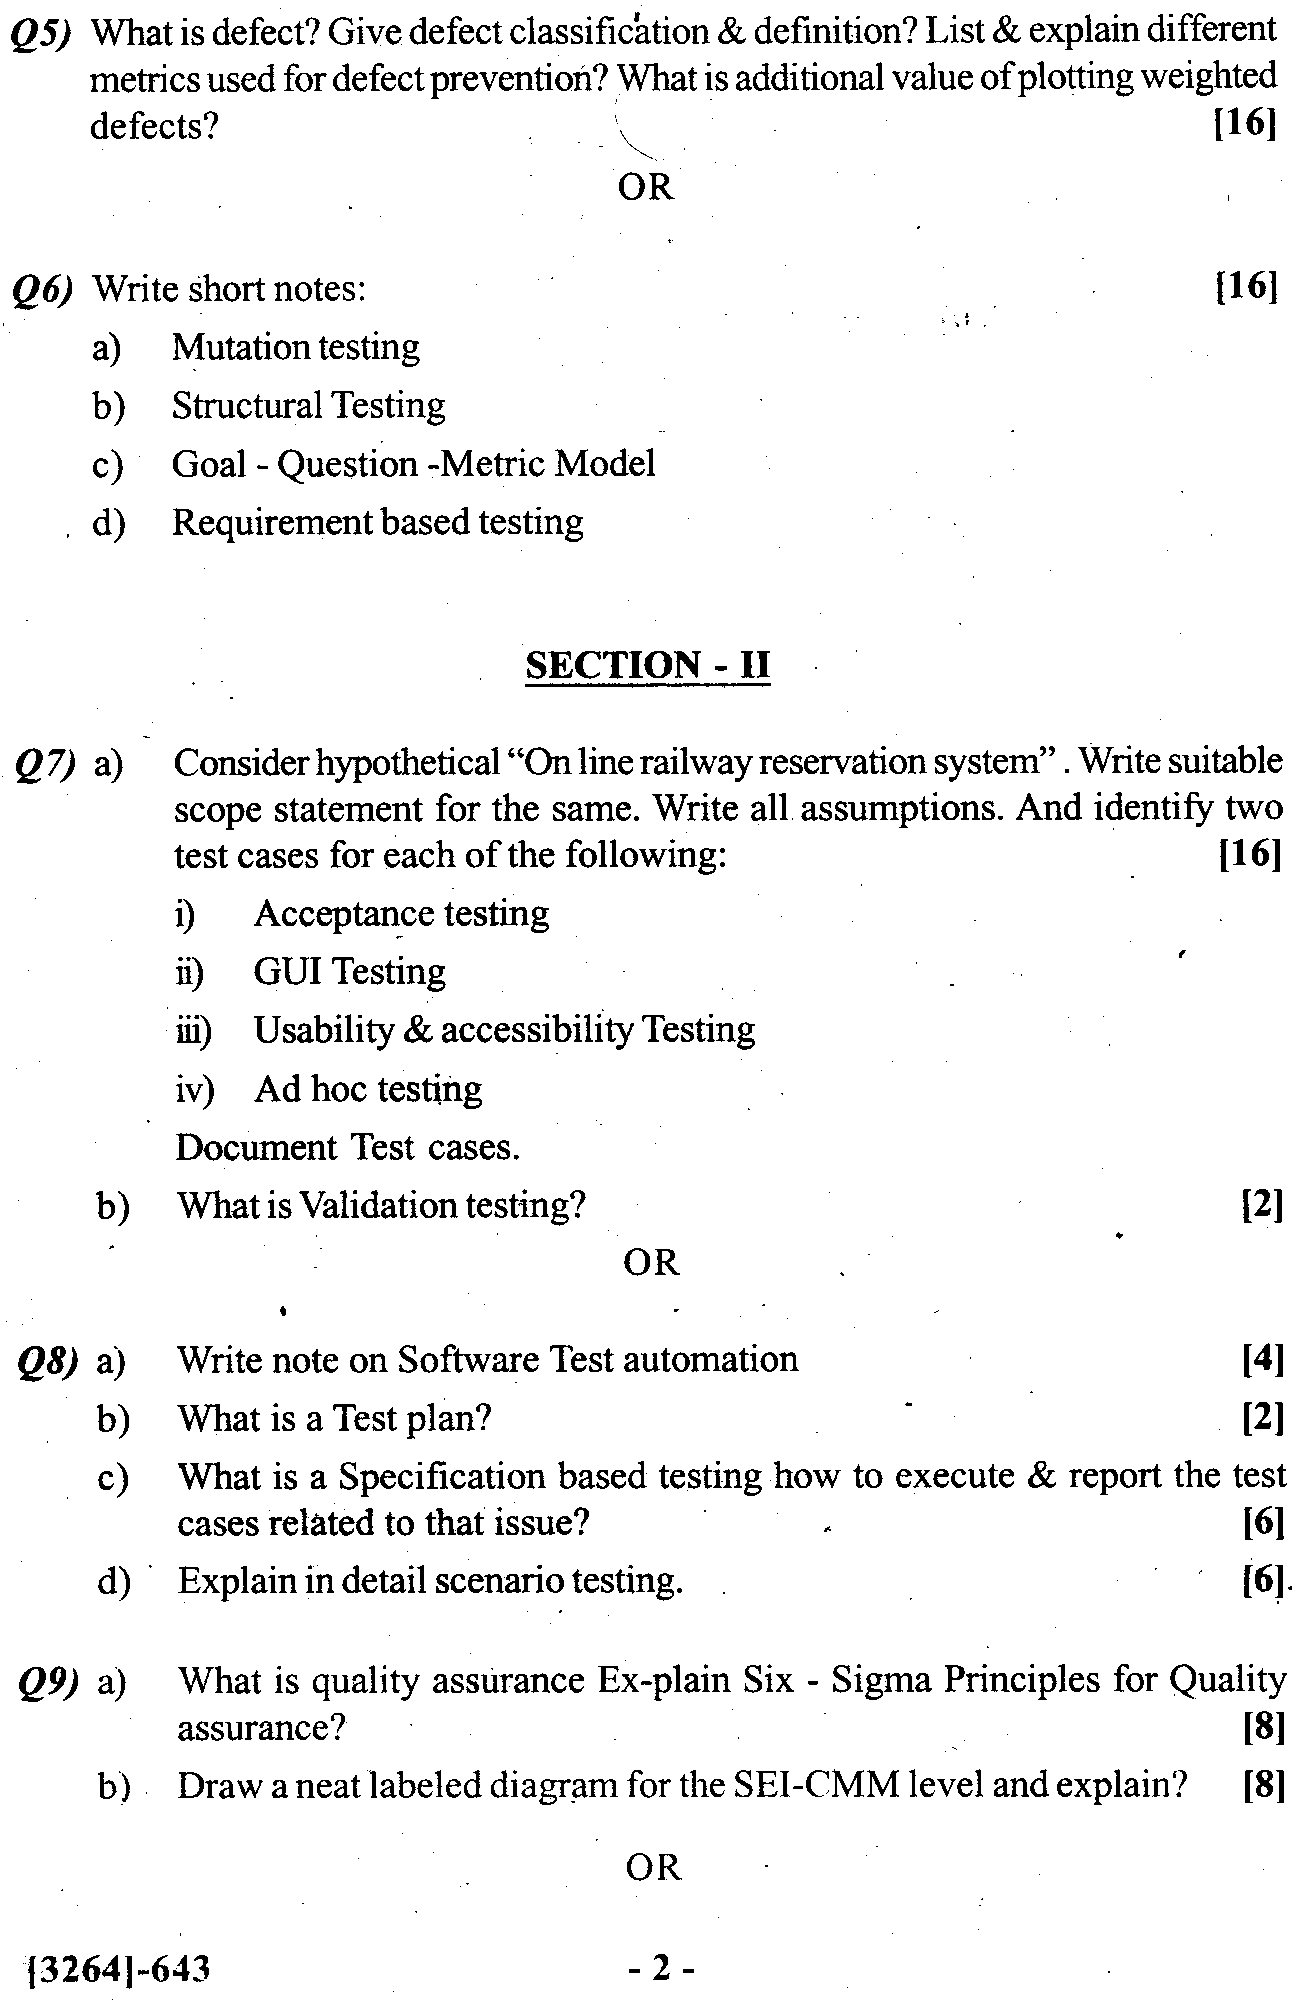 Q5) What is defect? Give defect classification & definition? List & explain different
metrics used for defect prevention? What is additional value of plotting weighted
defects? [16]
OR
Q6) Write short notes: [16]
a) Mutation testing
b) Structural Testing
c) Goal - Question -Metric Model
d) Requirement based testing
SECTION - II
Q7) a) Consider hypothetical “On line railway reservation system” . Write suitable
scope statement for the same. Write all assumptions. And identify two
test cases for each of the following: [16]
i) Acceptance testing
ii) GUI Testing
iii) Usability & accessibility Testing
iv) Ad hoc testing
Document Test cases.
b) What is Validation testing? [2]
OR
Q8) a) Write note on Software Test automation [4]
b) What is a Test plan? [2]
c) What is a Specification based testing how to execute & report the test
cases related to that issue? [6]
d) Explain in detail scenario testing. [6].
Q9) a) What is quality assurance Ex-plain Six - Sigma Principles for Quality
assurance? [8]
b) Draw a neat labeled diagram for the SEI-CMM level and explain? [8]
OR
[3264]-643 - 2 -